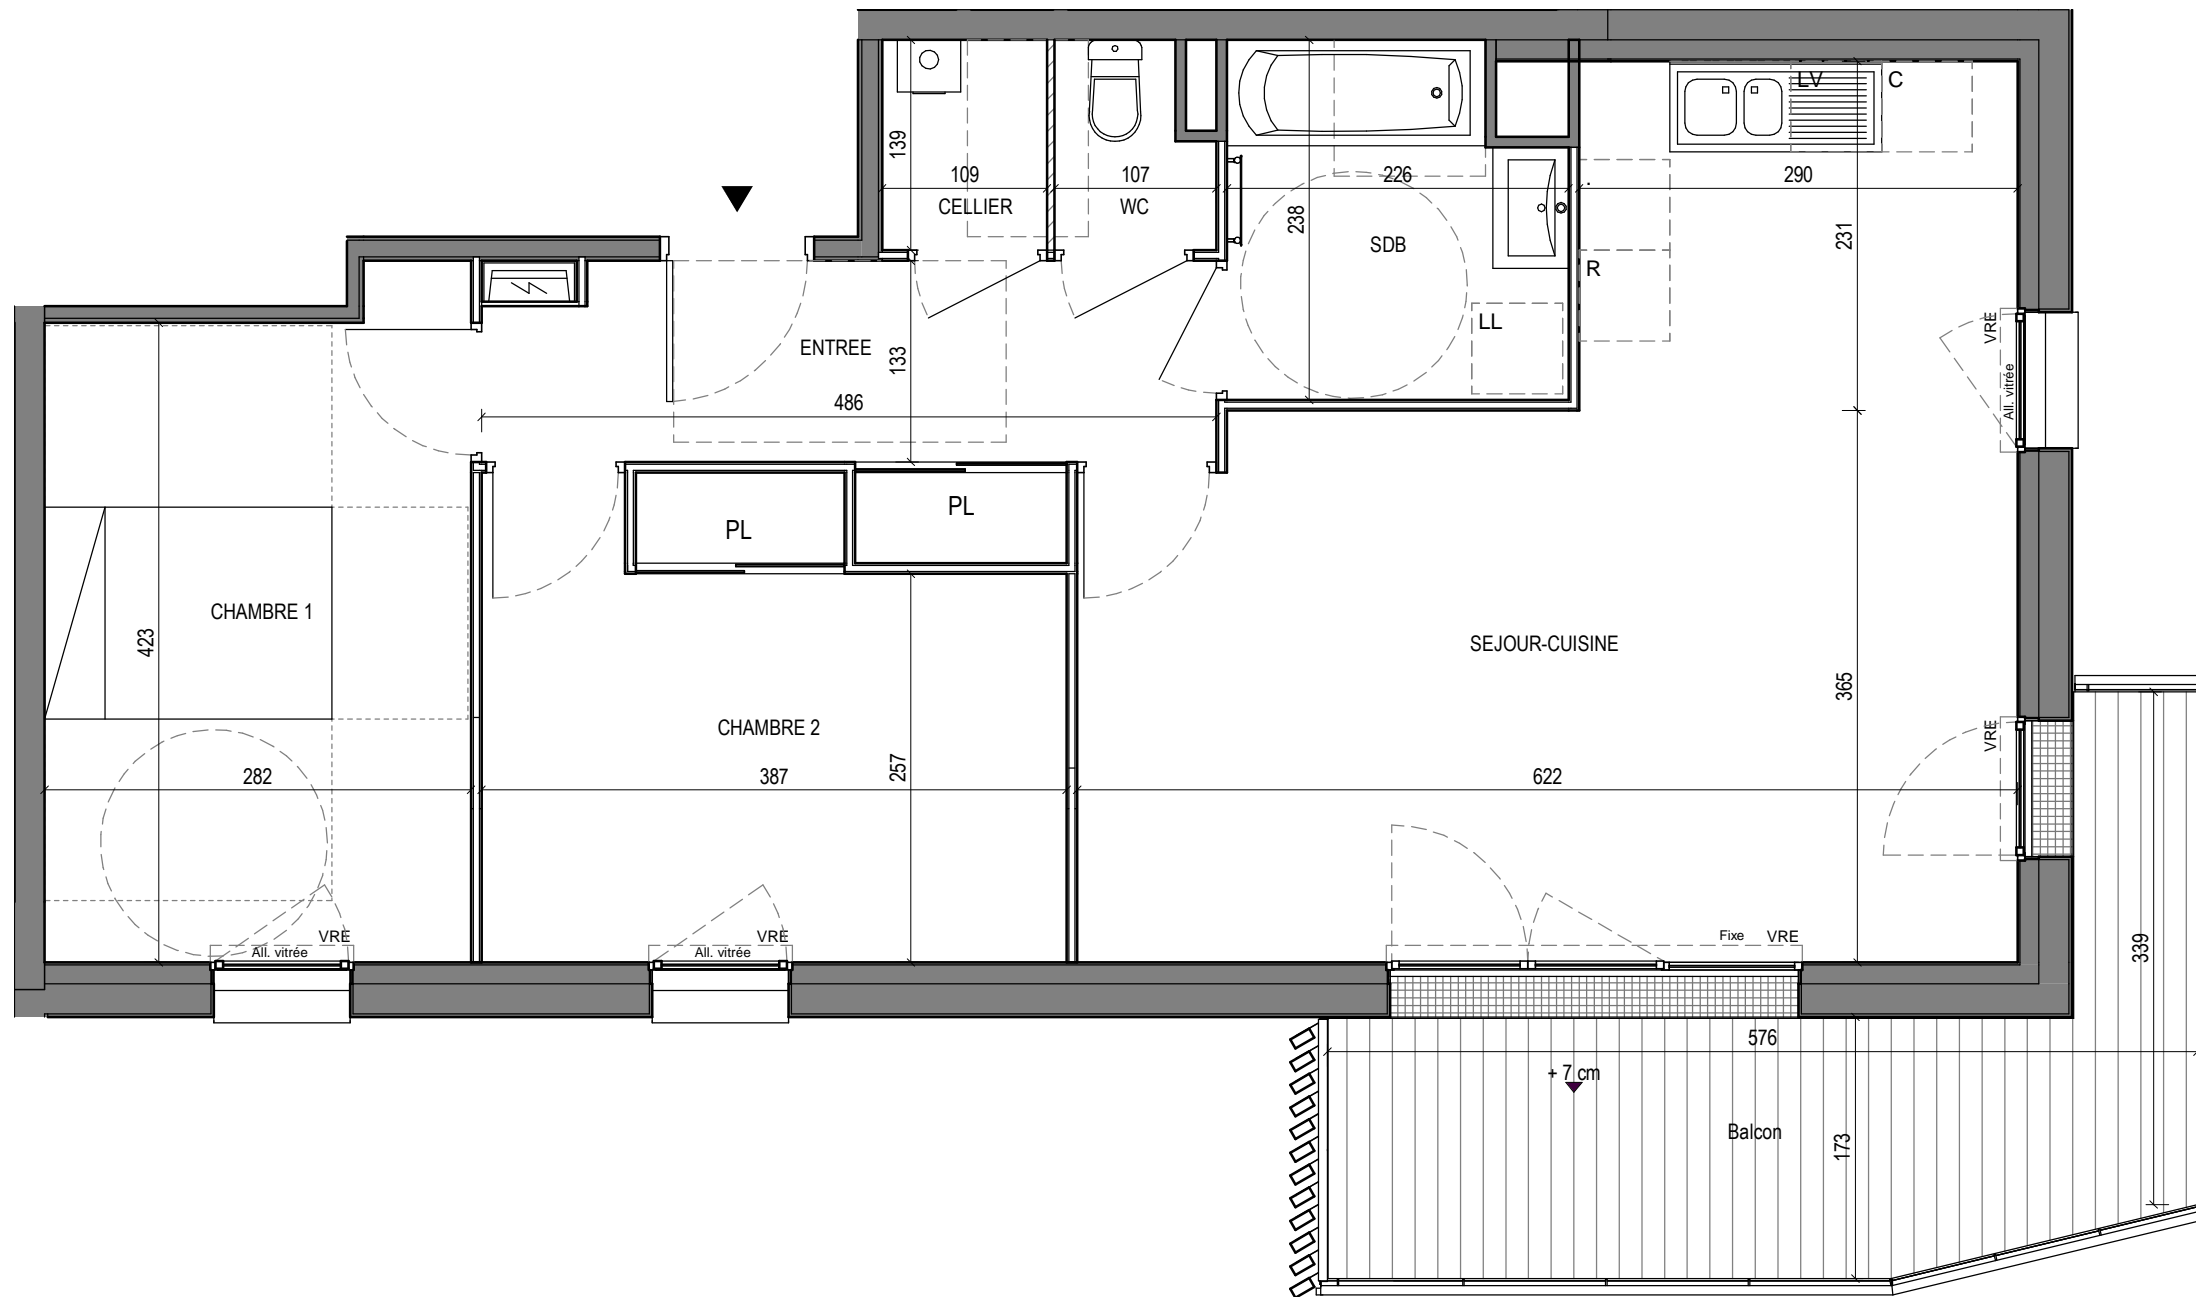 LV
C
139
109
107
226
290
CELLIER
WC
238
SDB
231
R
LL
VRE
ENTREE
133
All. vitrée
486
PL
PL
CHAMBRE 1
423
SEJOUR-CUISINE
365
CHAMBRE 2
VRE
282
387
257
622
VRE
All. vitrée
VRE
All. vitrée
Fixe
VRE
339
576
+ 7 cm
Balcon
173